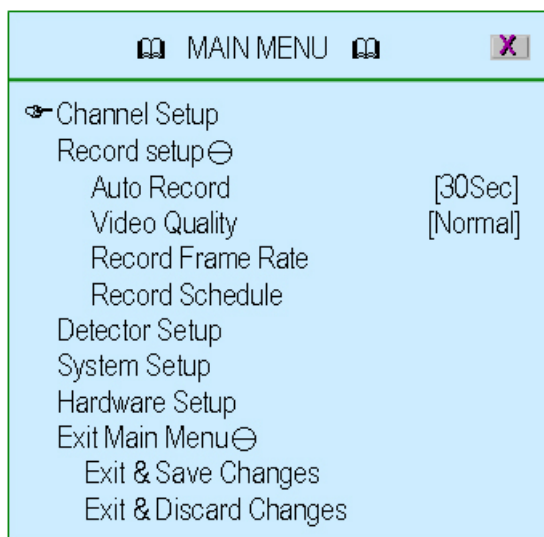 MAIN MENU X
Channel Setup
Record setup
Auto Record [30Sec]
Video Quality [Normal]
Record Frame Rate
Record Schedule
Detector Setup
System Setup
Hardware Setup
Exit Main Menu
Exit & Save Changes
Exit & Discard Changes